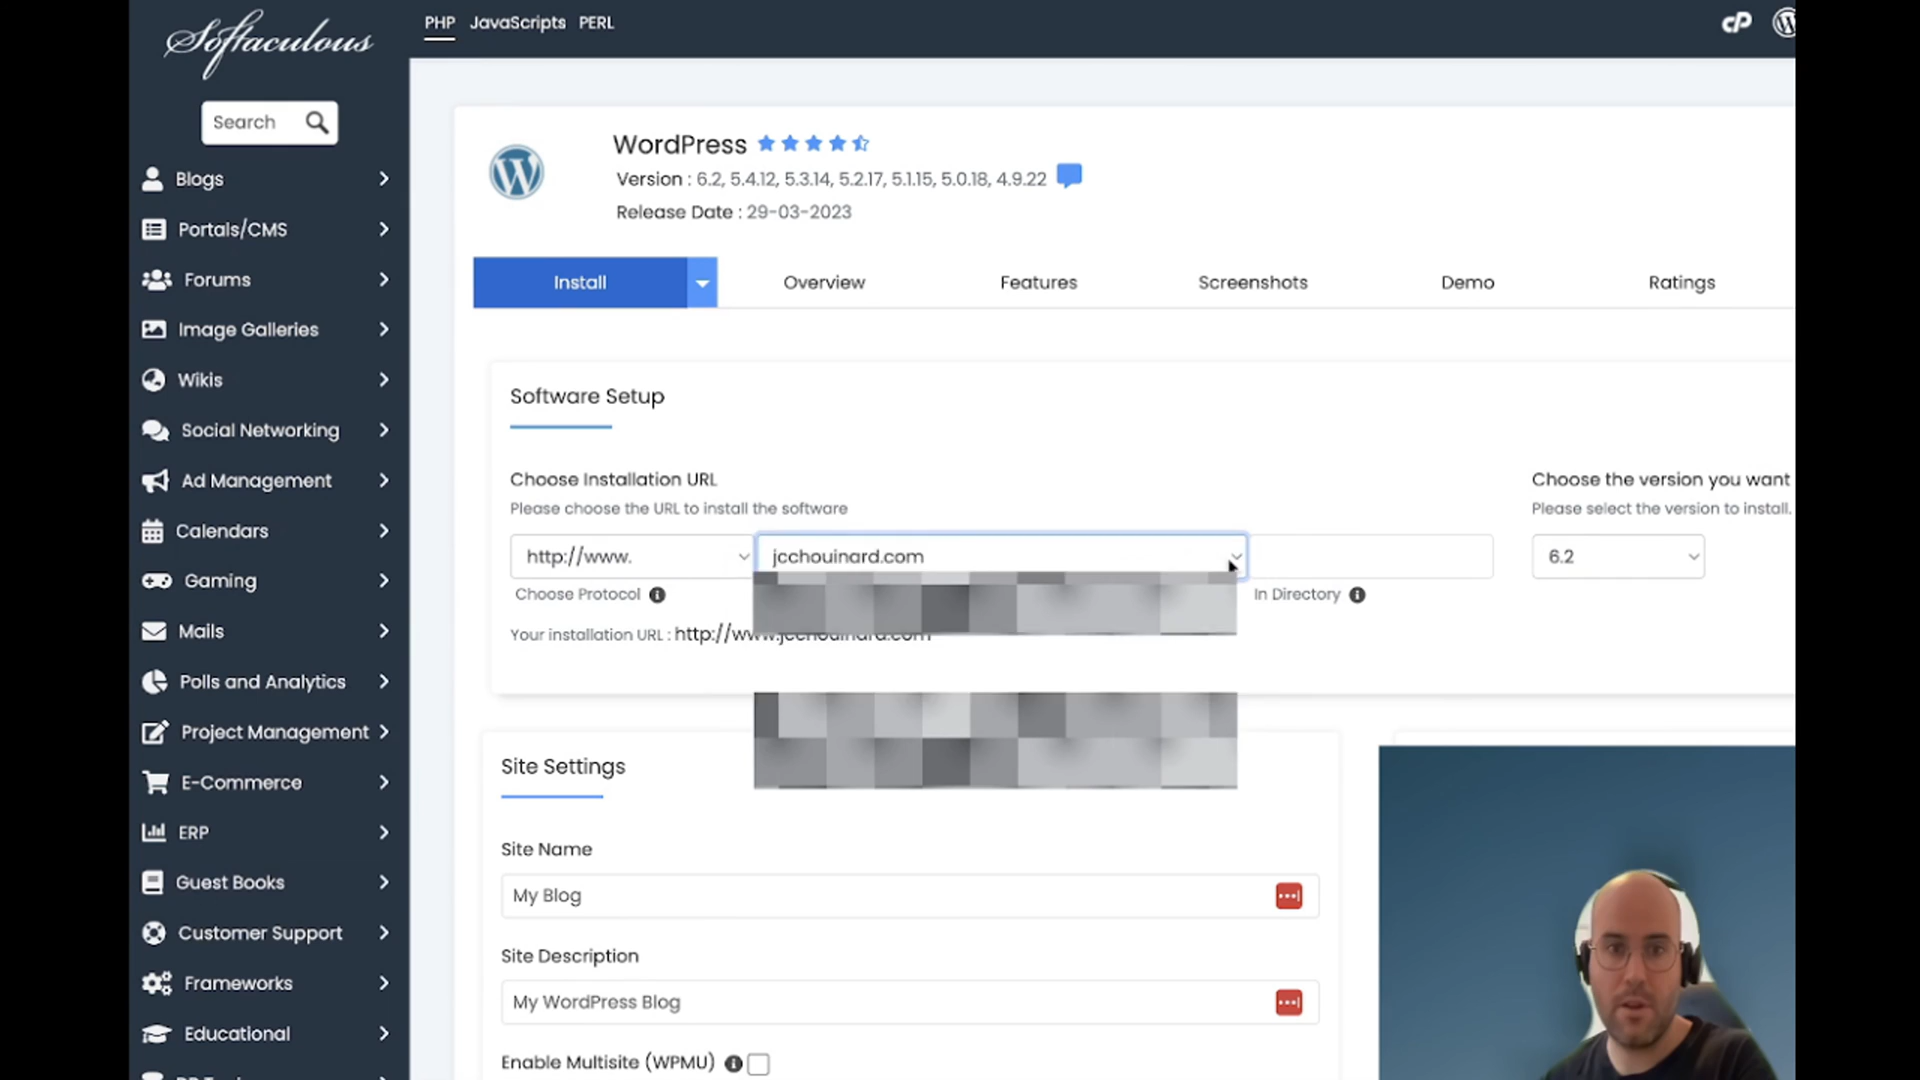 Softaculous
PHP JavaScripts PERL
cP
Search
Blogs
Portals/CMS
Forums
Image Galleries
Wikis
Social Networking
Ad Management
Calendars
Gaming
Mails
Polls and Analytics
Project Management
E-Commerce
ERP
Guest Books
Customer Support
Frameworks
Educational
WordPress
Version : 6.2, 5.4.12, 5.3.14, 5.2.17, 5.1.15, 5.0.18, 4.9.22
Release Date : 29-03-2023
Install Overview Features Screenshots Demo Ratings
Software Setup
Choose Installation URL
Please choose the URL to install the software
http://www. jcchouinard.com
Choose Protocol
In Directory
Your installation URL : http://www.jcchouinard.com
Choose the version you want
Please select the version to install.
6.2
Site Settings
Site Name
My Blog
Site Description
My WordPress Blog
Enable Multisite (WPMU)